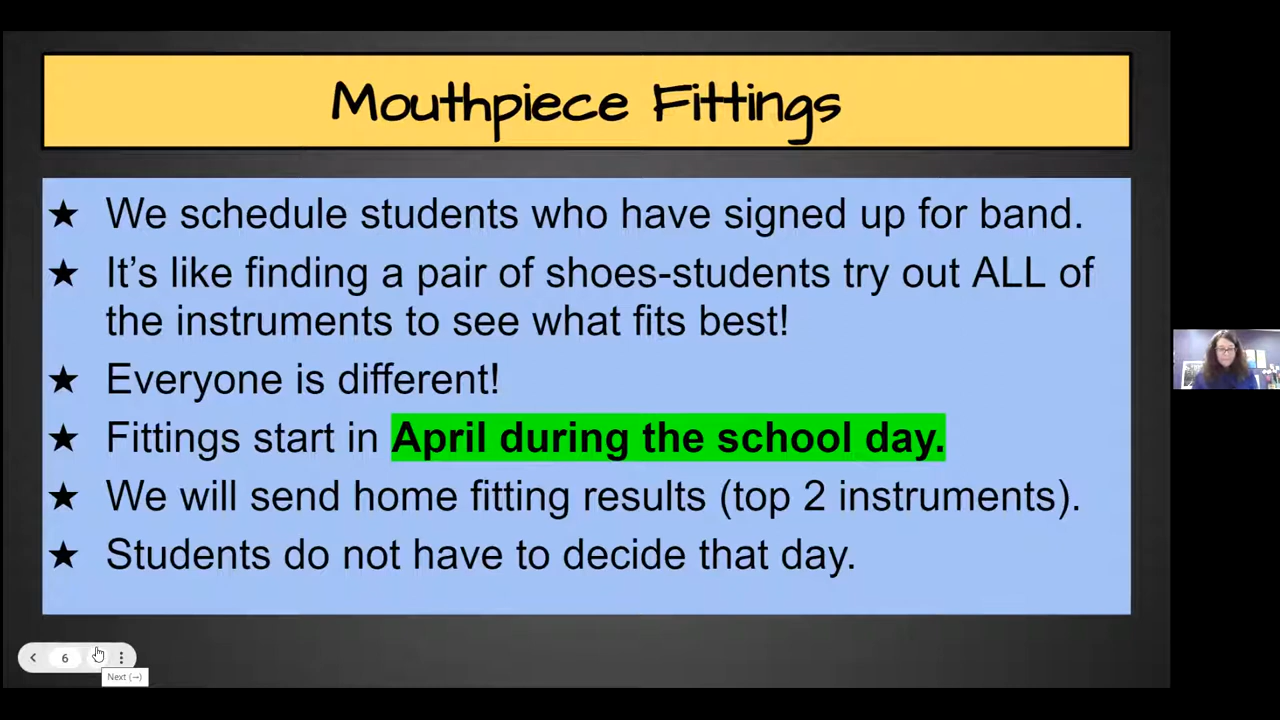 Mouthpiece Fittings
★ We schedule students who have signed up for band.
★ It’s like finding a pair of shoes-students try out ALL of
the instruments to see what fits best!
★ Everyone is different!
★ Fittings start in April during the school day.
★ We will send home fitting results (top 2 instruments).
★ Students do not have to decide that day.
6
Next (→)